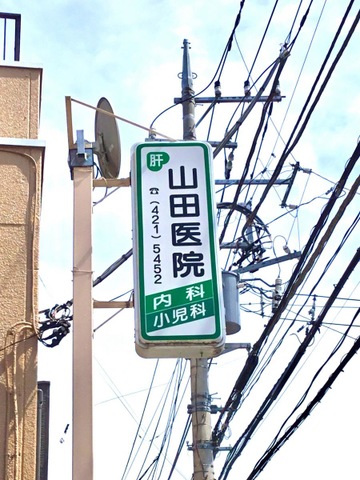 肝
山田医院
☎(421)5452
内科
小児科